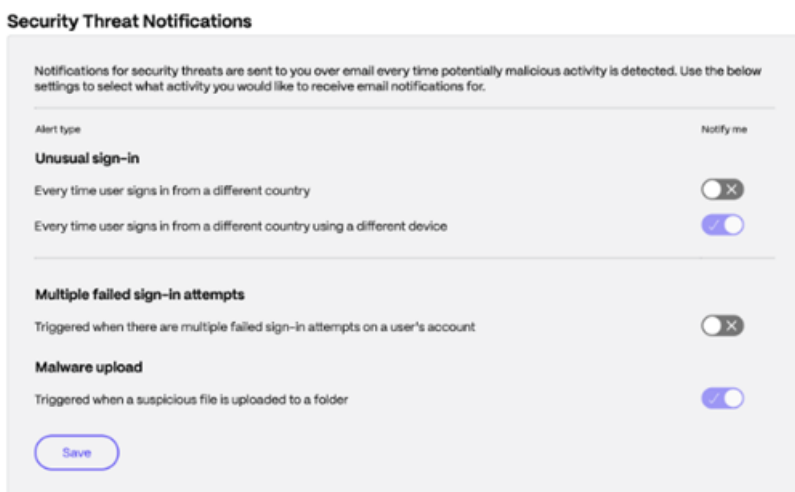 Security Threat Notifications
Notifications for security threats are sent to you over email every time potentially malicious activity is detected. Use the below
settings to select what activity you would like to receive email notifications for.
Alert type Notify me
Unusual sign-in
Every time user signs in from a different country
Every time user signs in from a different country using a different device
Multiple failed sign-in attempts
Triggered when there are multiple failed sign-in attempts on a user's account
Malware upload
Triggered when a suspicious file is uploaded to a folder
Save